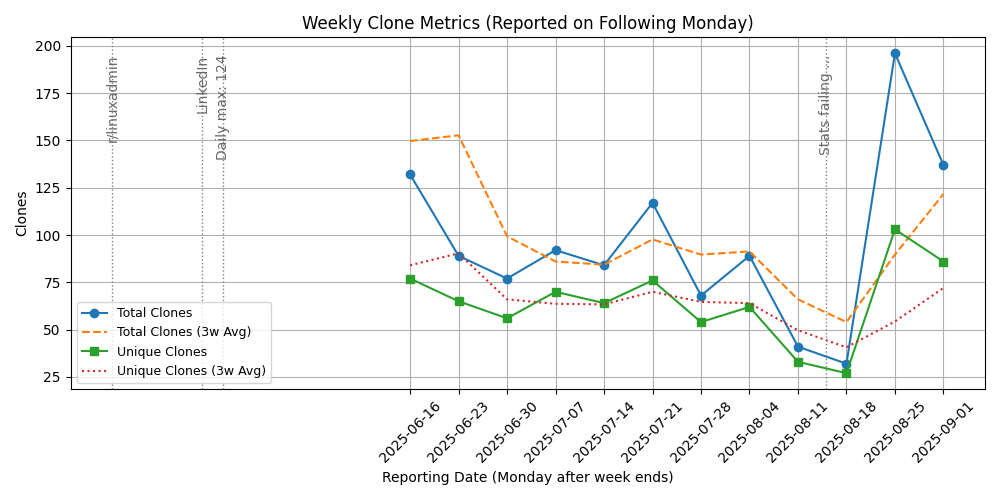 Weekly Clone Metrics (Reported on Following Monday)
Clones
200
175
150
125
100
75
50
25
r/linuxadmin
LinkedIn
Daily max: 124
Stats failing ...
Total Clones
Total Clones (3w Avg)
Unique Clones
Unique Clones (3w Avg)
2025-06-16
2025-06-23
2025-06-30
2025-07-07
2025-07-14
2025-07-21
2025-07-28
2025-08-04
2025-08-11
2025-08-18
2025-08-25
2025-09-01
Reporting Date (Monday after week ends)